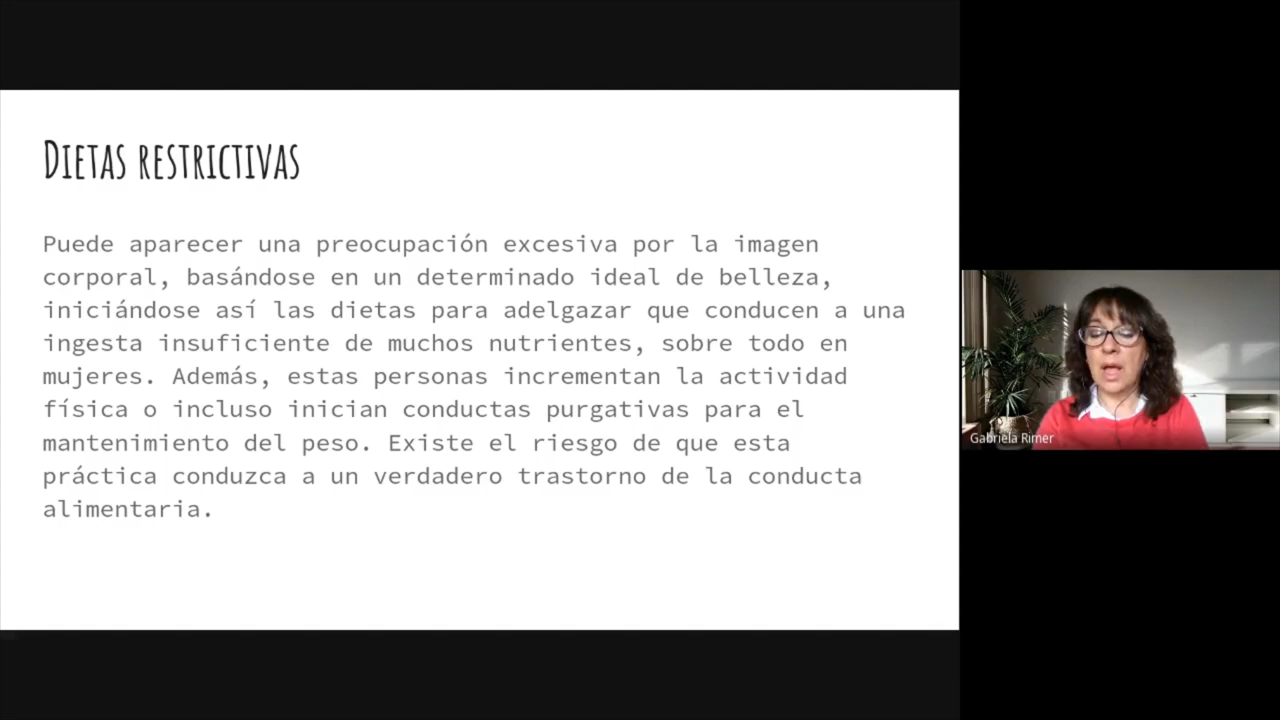 Dietas restrictivas
Puede aparecer una preocupación excesiva por la imagen
corporal, basándose en un determinado ideal de belleza,
iniciándose así las dietas para adelgazar que conducen a una
ingesta insuficiente de muchos nutrientes, sobre todo en
mujeres. Además, estas personas incrementan la actividad
física o incluso inician conductas purgativas para el
mantenimiento del peso. Existe el riesgo de que esta
práctica conduzca a un verdadero trastorno de la conducta
alimentaria.
Gabriela Rimer